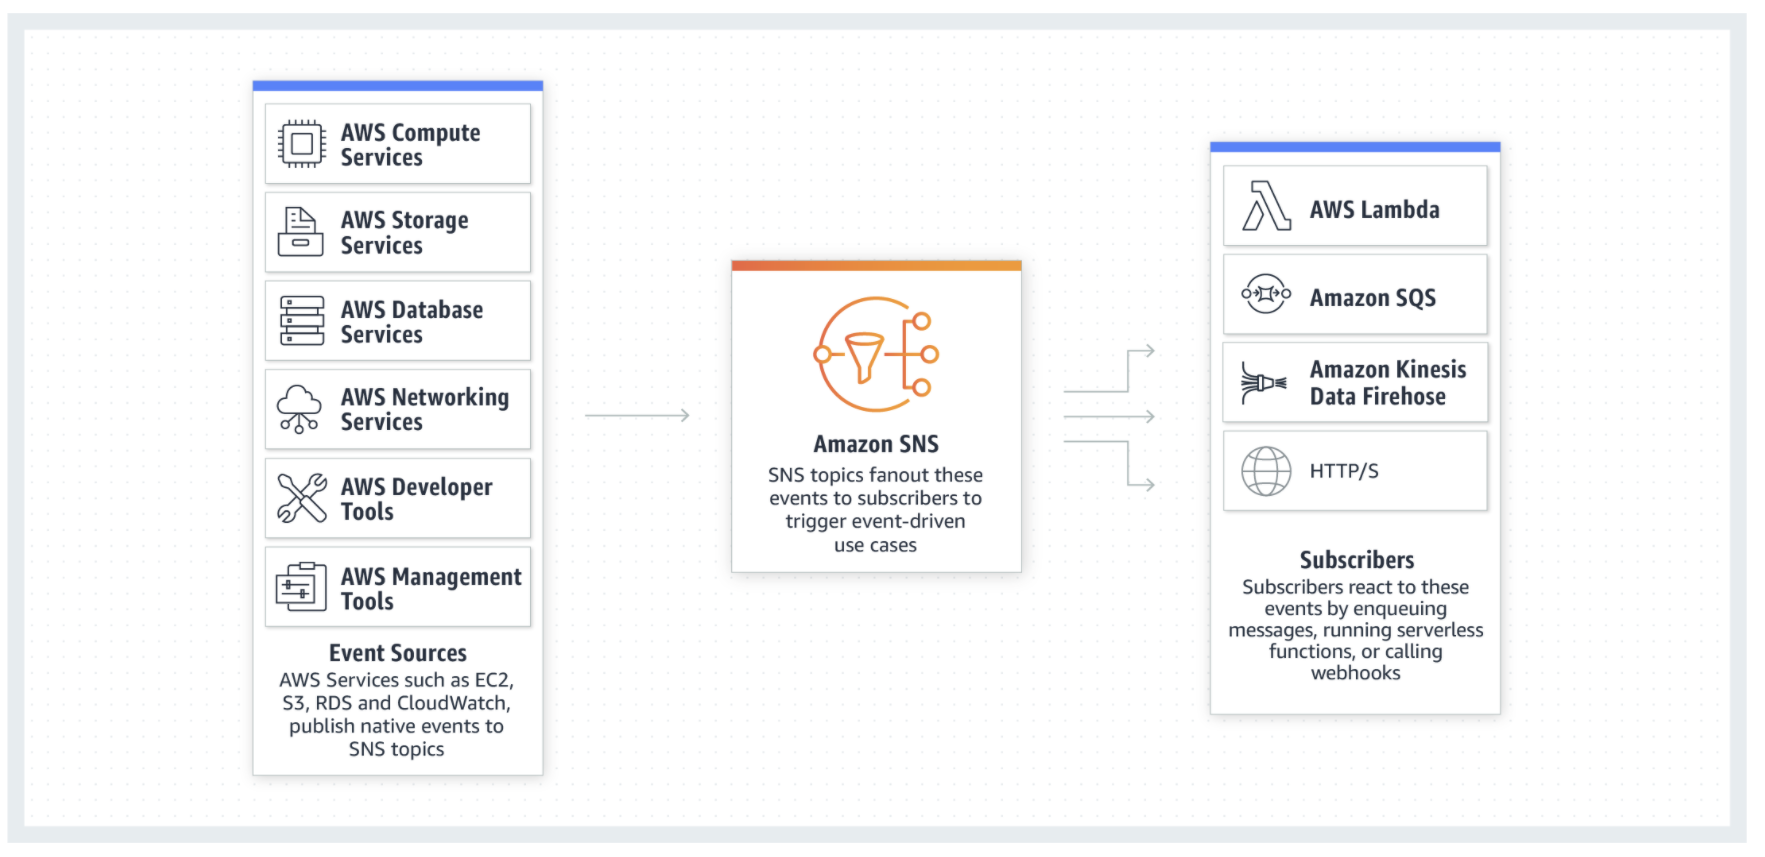 AWS Compute
Services
AWS Storage
Services
AWS Database
Services
AWS Networking
Services
AWS Developer
Tools
AWS Management
Tools
Event Sources
AWS Services such as EC2,
S3, RDS and CloudWatch,
publish native events to
SNS topics
Amazon SNS
SNS topics fanout these
events to subscribers to
trigger event-driven
use cases
AWS Lambda
Amazon SQS
Amazon Kinesis
Data Firehose
HTTP/S
Subscribers
Subscribers react to these
events by enqueuing
messages, running serverless
functions, or calling
webhooks